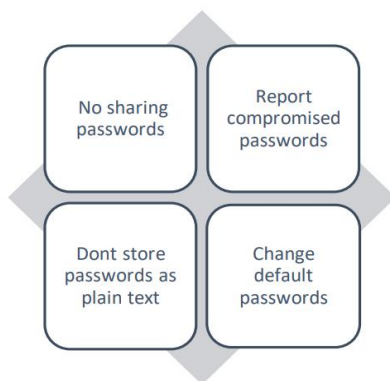 No sharing
passwords
Report
compromised
passwords
Dont store
passwords as
plain text
Change
default
passwords